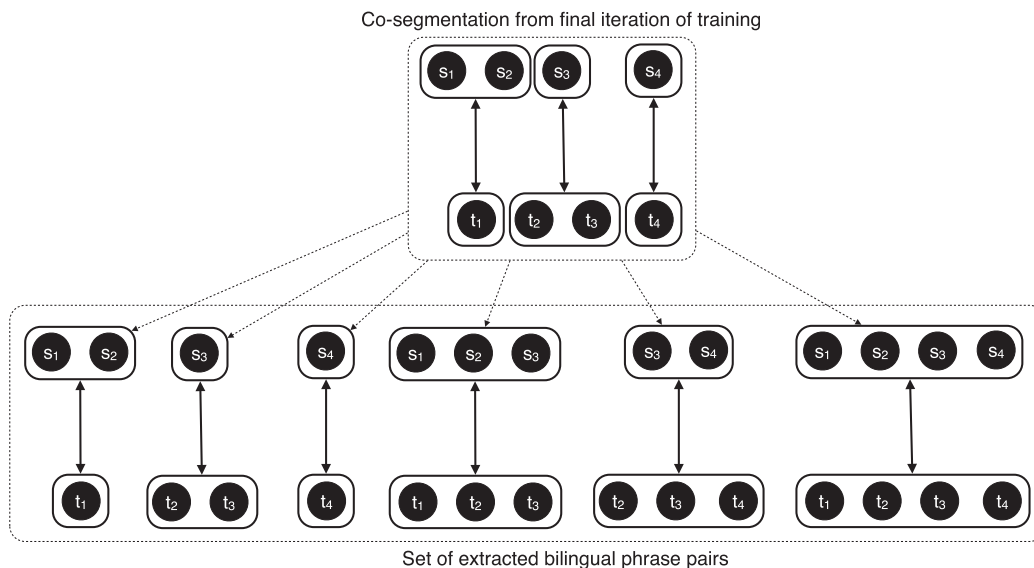 Co-segmentation from final iteration of training
s1 s2 s3 s4
t1 t2 t3 t4
s1 s2 s3 s4 s1 s2 s3 s3 s4 s1 s2 s3 s4
t1 t2 t3 t4 t1 t2 t3 t2 t3 t4 t1 t2 t3 t4
Set of extracted bilingual phrase pairs